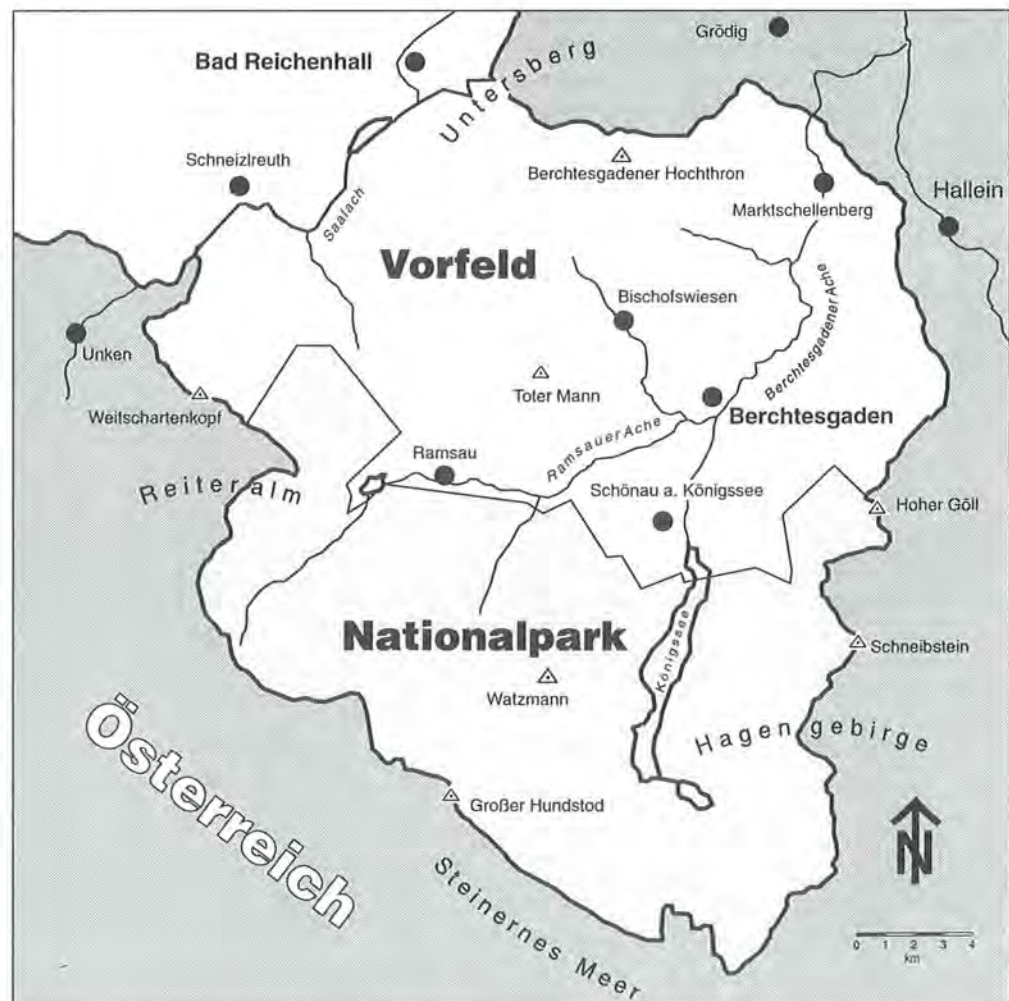 Grödig
Bad Reichenhall
Untersberg
Schneizlreuth
Berchtesgadener Hochthron
Marktschellenberg
Hallein
Saalach
Vorfeld
Bischofswiesen
Berchtesgadener Ache
Unken
Toter Mann
Weitschartenkopf
Berchtesgaden
Ramsauer Ache
Ramsau
Reiteralm
Schönau a. Königssee
Hoher Göll
Nationalpark
Königssee
Schneibstein
Watzmann
Hagengebirge
Österreich
Großer Hundstod
N
Steinernes Meer
0 1 2 3 4
km